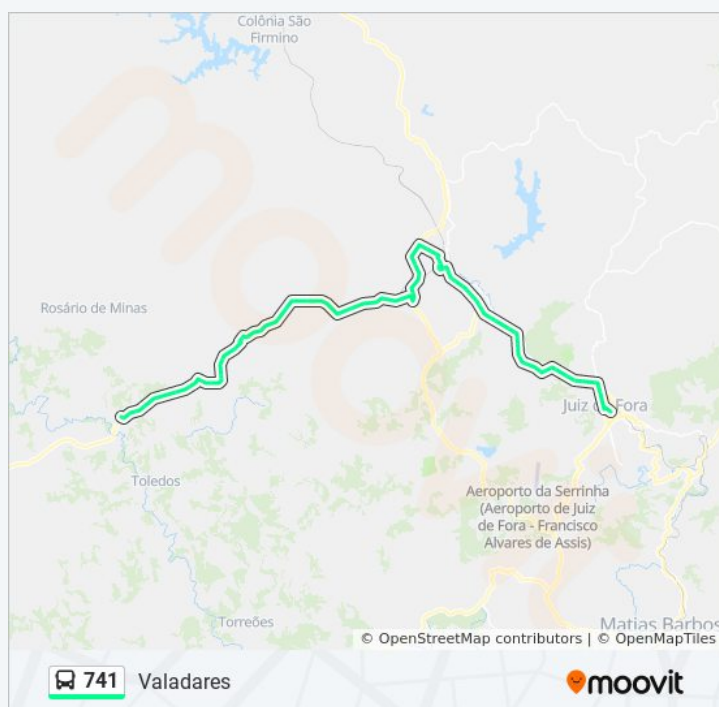 Colônia São
Firmino
Rosário de Minas
Juiz de Fora
Toledos
Aeroporto da Serrinha
(Aeroporto de Juiz
de Fora - Francisco
Alvares de Assis)
Torreões
Matias Barbos
© OpenStreetMap contributors | © OpenMapTiles
741 Valadares
moovit